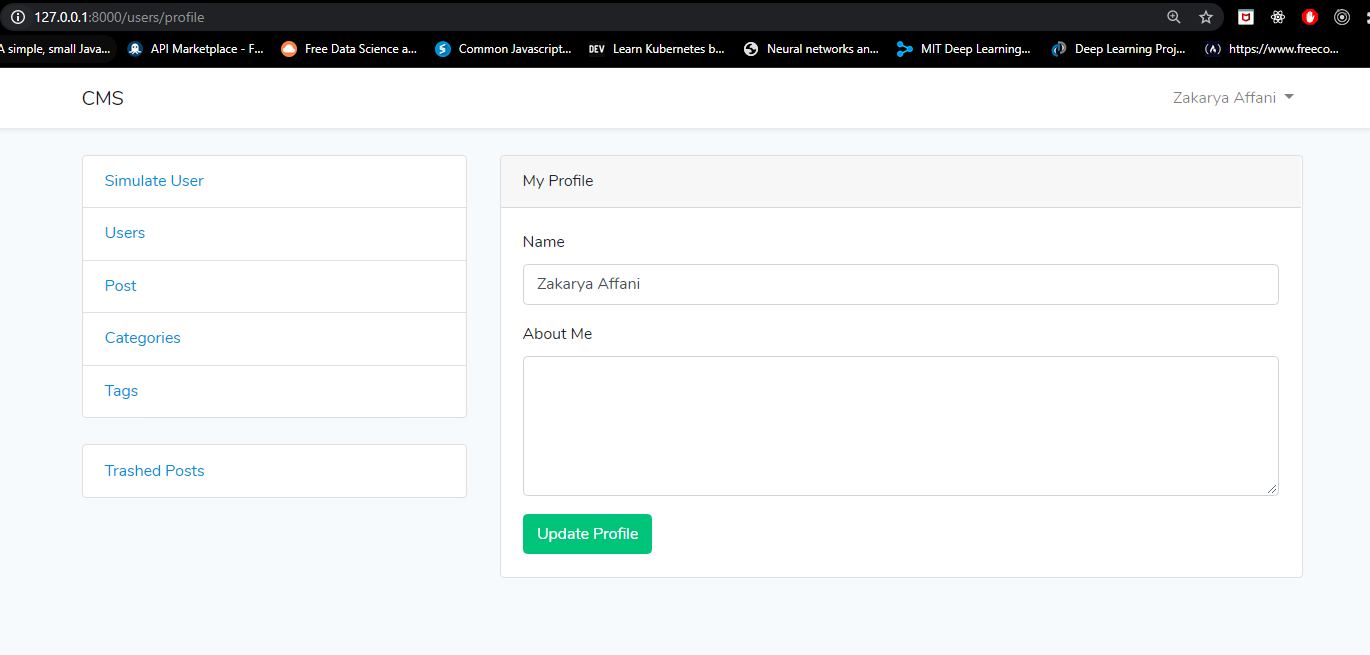 127.0.0.1:8000/users/profile
A simple, small Java... API Marketplace - F... Free Data Science a... Common Javascript... DEV Learn Kubernetes b... Neural networks an... MIT Deep Learning... Deep Learning Proj... https://www.freeco...
CMS Zakarya Affani
Simulate User
Users
Post
Categories
Tags
Trashed Posts
My Profile
Name
Zakarya Affani
About Me
Update Profile